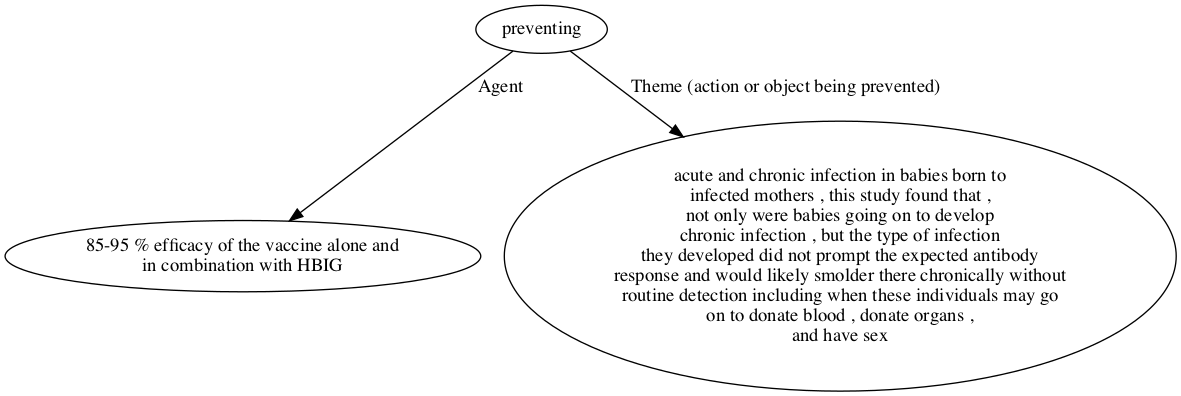 preventing
Agent
Theme (action or object being prevented)
85-95 % efficacy of the vaccine alone and
in combination with HBIG
acute and chronic infection in babies born to
infected mothers , this study found that ,
not only were babies going on to develop
chronic infection , but the type of infection
they developed did not prompt the expected antibody
response and would likely smolder there chronically without
routine detection including when these individuals may go
on to donate blood , donate organs ,
and have sex